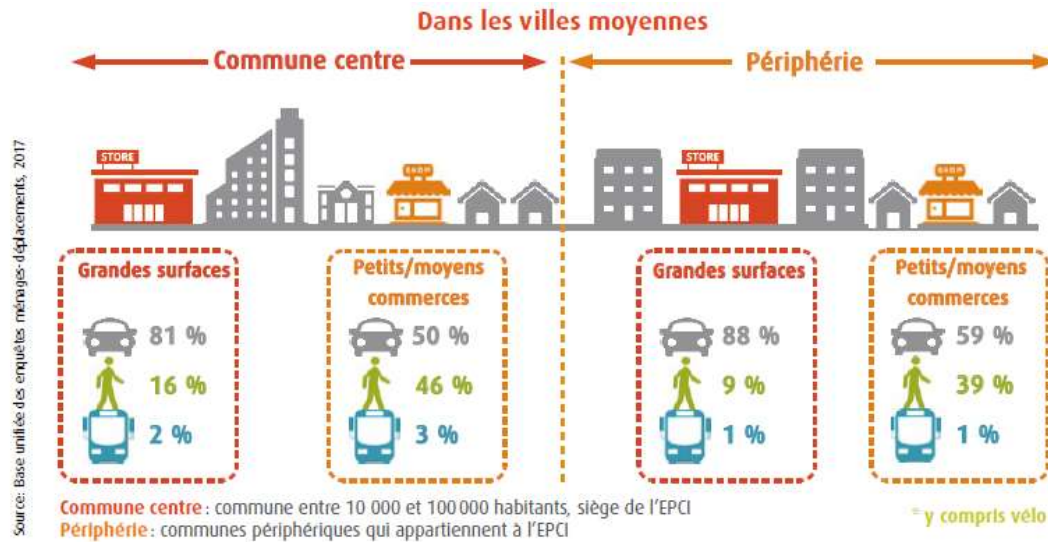 Dans les villes moyennes
Commune centre
Périphérie
STORE
SHOP
STORE
SHOP
Grandes surfaces
81 %
16 %
2 %
Petits/moyens
commerces
50 %
46 %
3 %
Grandes surfaces
88 %
9 %
1 %
Petits/moyens
commerces
59 %
39 %
1 %
Commune centre : commune entre 10 000 et 100 000 habitants, siège de l'EPCI
Périphérie : communes périphériques qui appartiennent à l'EPCI
* y compris vélo
Source: Base unifiée des enquêtes ménages-déplacements, 2017